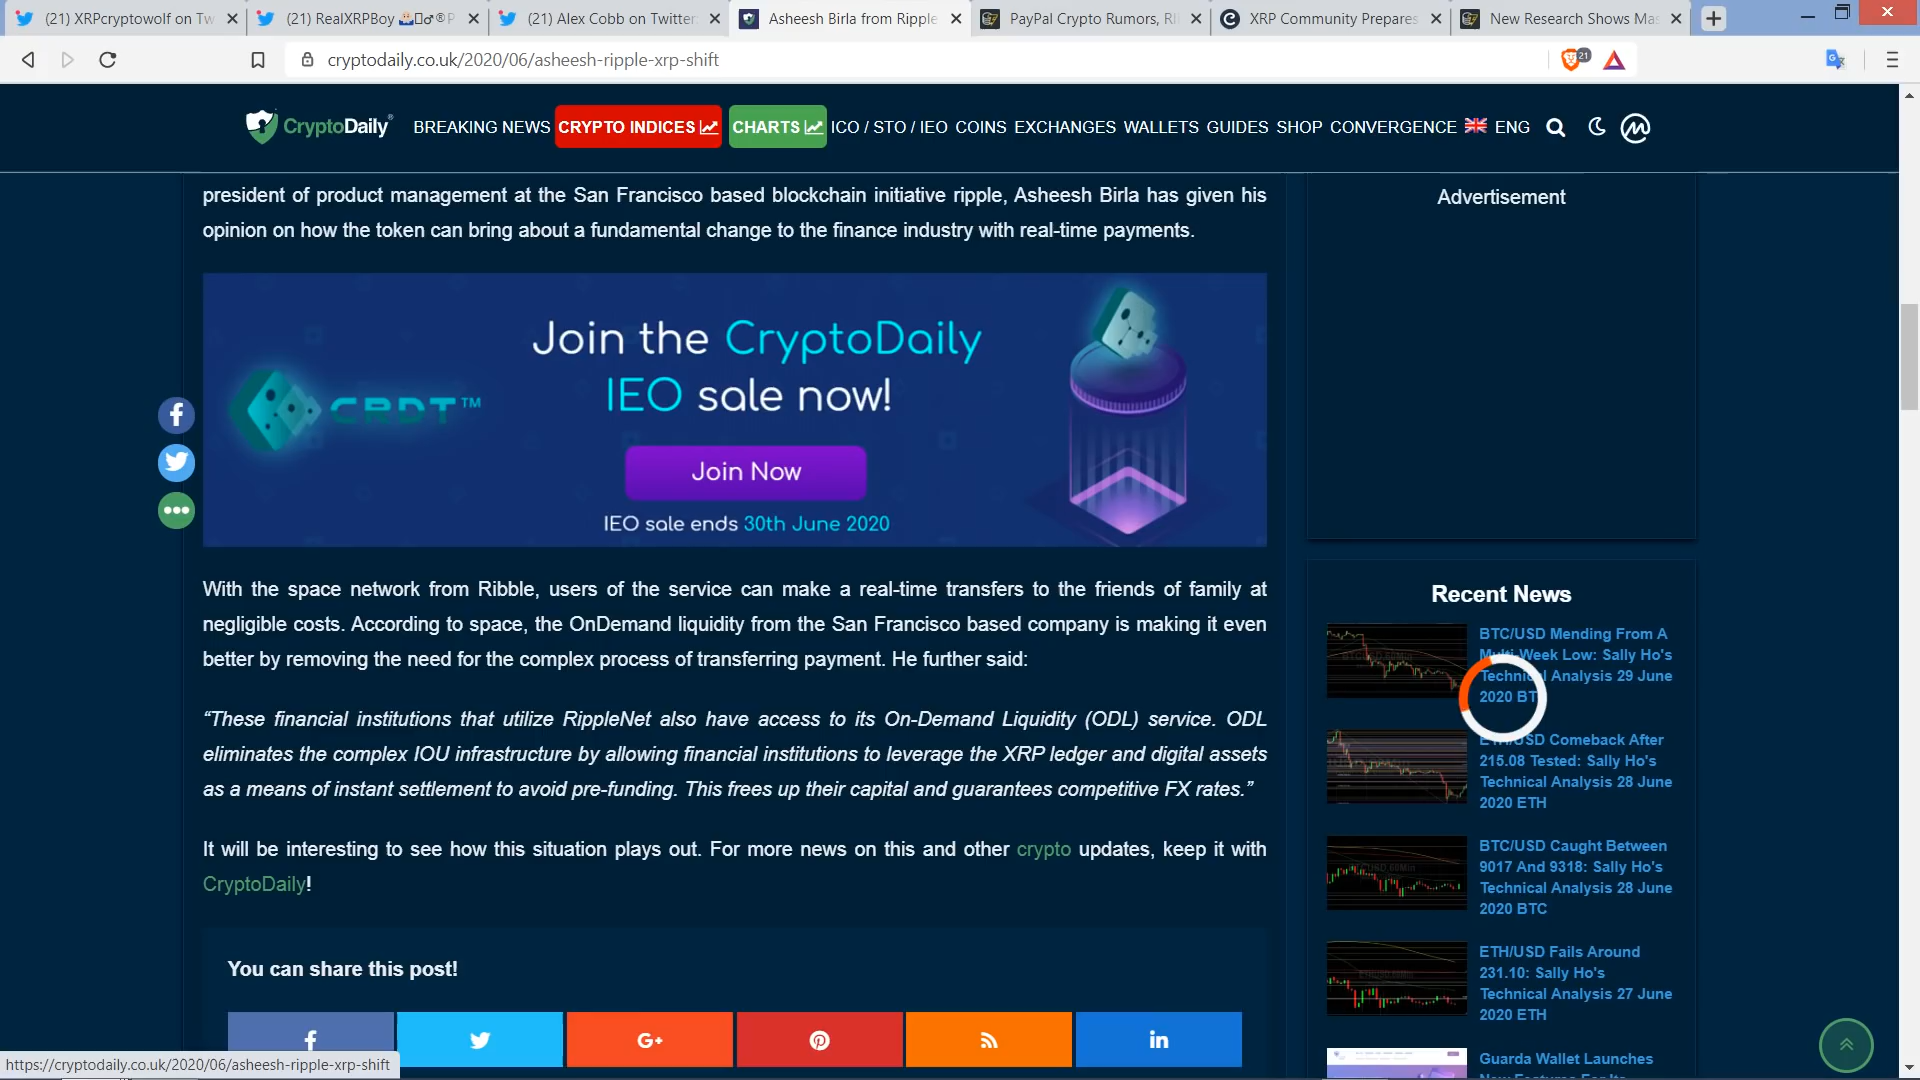 (21) XRPcryptowolf on Tw
(21) RealXRPBoy
(21) Alex Cobb on Twitter
Asheesh Birla from Ripple
PayPal Crypto Rumors, RI
XRP Community Prepares
New Research Shows Mas
cryptodaily.co.uk/2020/06/asheesh-ripple-xrp-shift
21
CryptoDaily®
BREAKING NEWS
CRYPTO INDICES
CHARTS
ICO / STO / IEO
COINS
EXCHANGES
WALLETS
GUIDES
SHOP
CONVERGENCE
ENG
president of product management at the San Francisco based blockchain initiative ripple, Asheesh Birla has given his
opinion on how the token can bring about a fundamental change to the finance industry with real-time payments.
Join the CryptoDaily
IEO sale now!
CRDT™
Join Now
IEO sale ends 30th June 2020
With the space network from Ribble, users of the service can make a real-time transfers to the friends of family at
negligible costs. According to space, the OnDemand liquidity from the San Francisco based company is making it even
better by removing the need for the complex process of transferring payment. He further said:
“These financial institutions that utilize RippleNet also have access to its On-Demand Liquidity (ODL) service. ODL
eliminates the complex IOU infrastructure by allowing financial institutions to leverage the XRP ledger and digital assets
as a means of instant settlement to avoid pre-funding. This frees up their capital and guarantees competitive FX rates.”
It will be interesting to see how this situation plays out. For more news on this and other crypto updates, keep it with
CryptoDaily!
You can share this post!
https://cryptodaily.co.uk/2020/06/asheesh-ripple-xrp-shift
Advertisement
Recent News
BTC/USD Mending From A
Multi-Week Low: Sally Ho's
Technical Analysis 29 June
2020 BT
ETH/USD Comeback After
215.08 Tested: Sally Ho's
Technical Analysis 28 June
2020 ETH
BTC/USD Caught Between
9017 And 9318: Sally Ho's
Technical Analysis 28 June
2020 BTC
ETH/USD Fails Around
231.10: Sally Ho's
Technical Analysis 27 June
2020 ETH
Guarda Wallet Launches